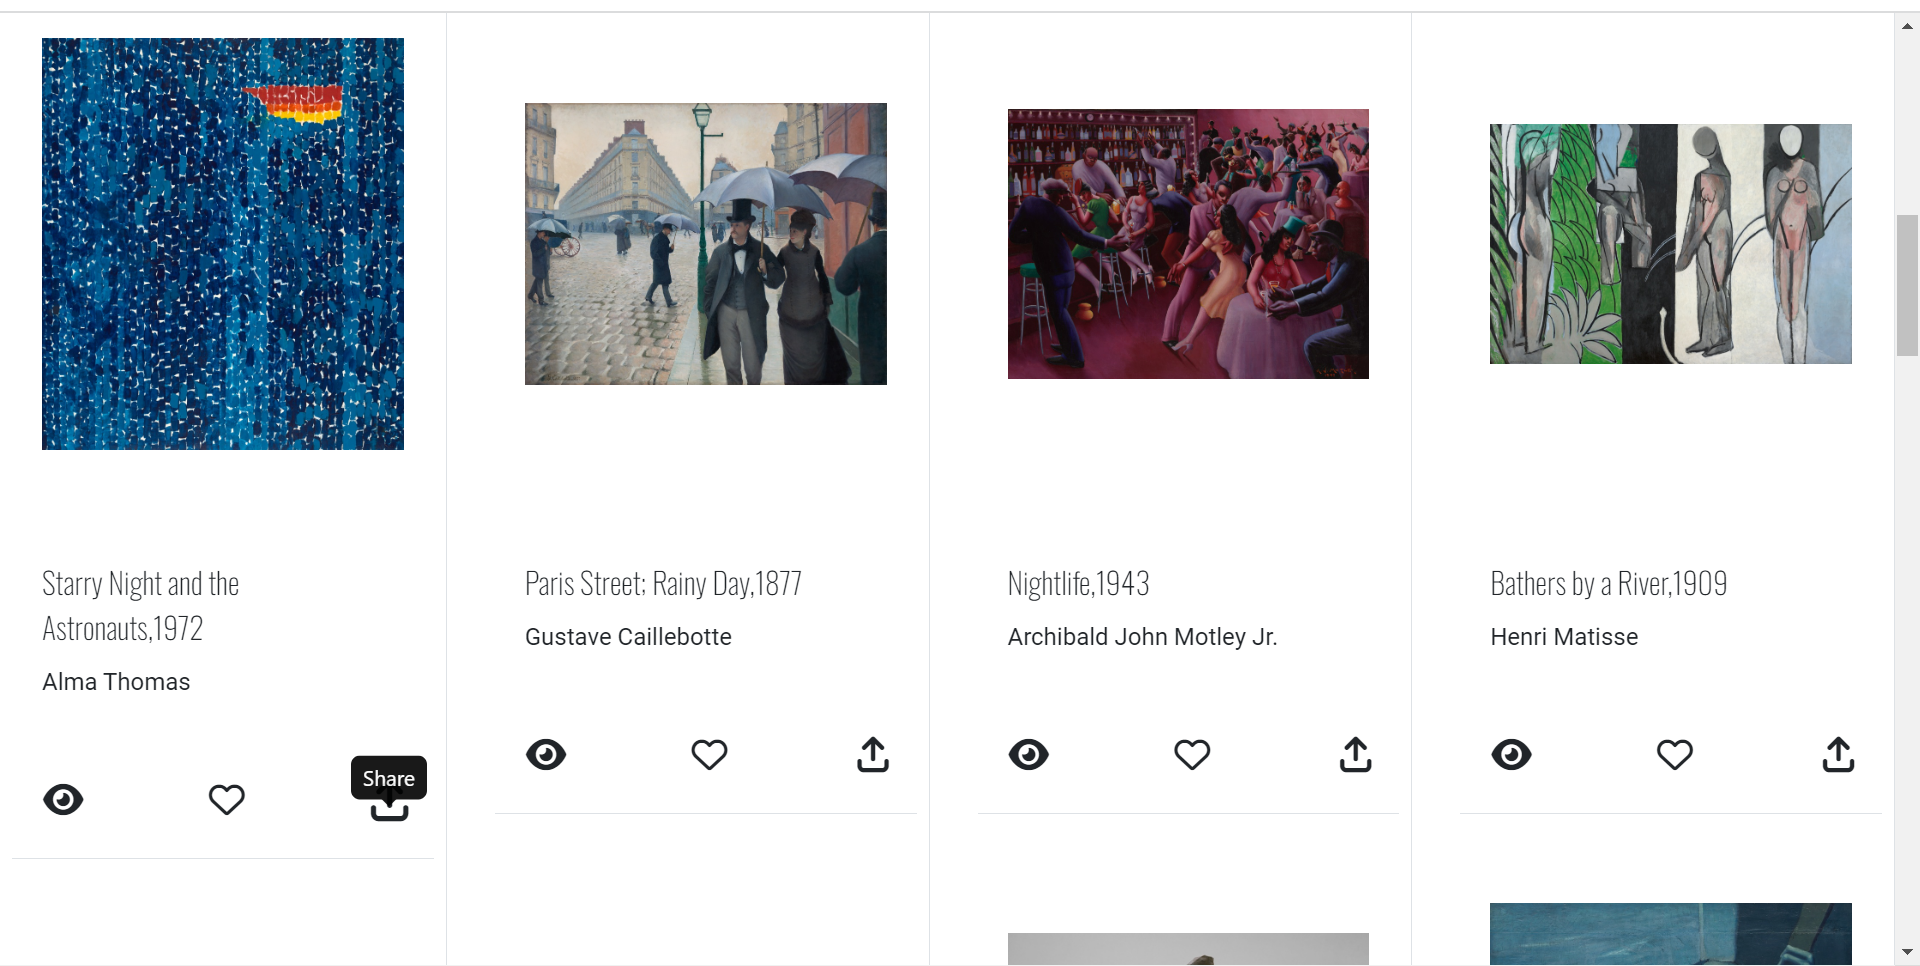 Starry Night and the
Astronauts,1972
Alma Thomas
Share
Paris Street; Rainy Day,1877
Gustave Caillebotte
Nightlife,1943
Archibald John Motley Jr.
Bathers by a River,1909
Henri Matisse